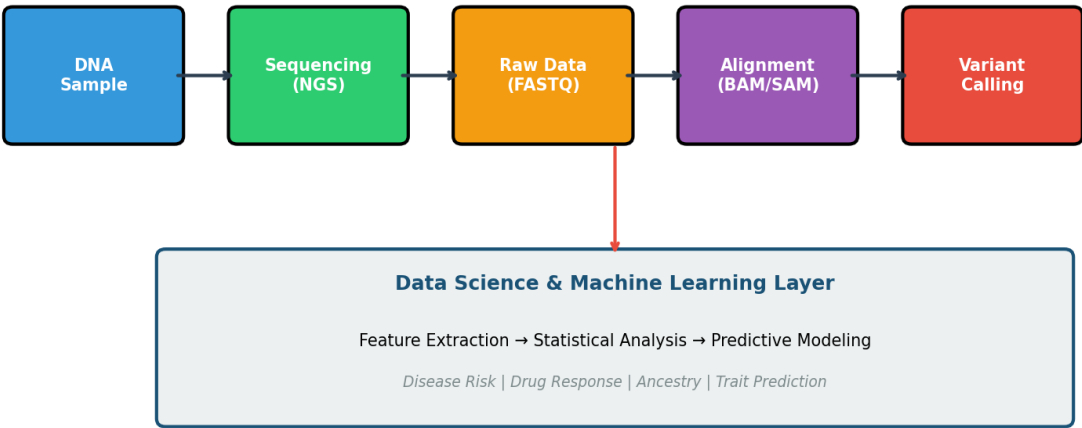 DNA
Sample
Sequencing
(NGS)
Raw Data
(FASTQ)
Alignment
(BAM/SAM)
Variant
Calling
Data Science & Machine Learning Layer
Feature Extraction → Statistical Analysis → Predictive Modeling
Disease Risk | Drug Response | Ancestry | Trait Prediction